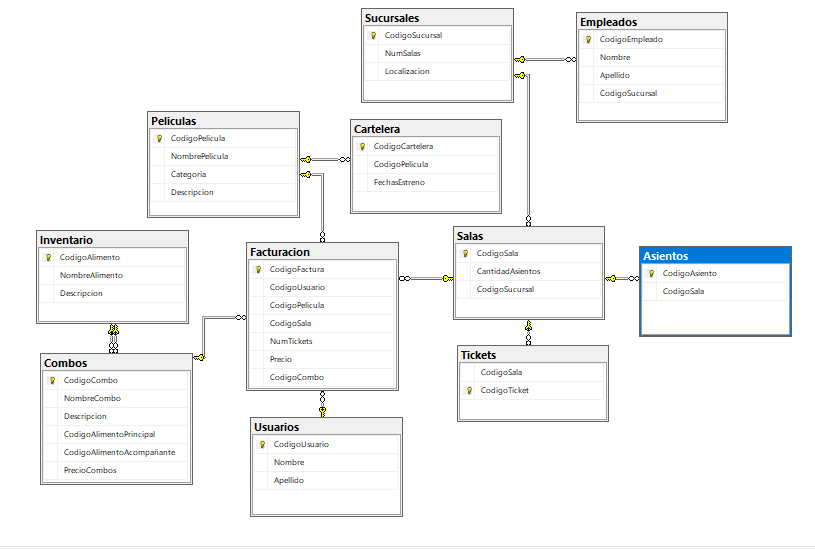 Sucursales
CodigoSucursal
NumSalas
Localizacion
Empleados
CodigoEmpleado
Nombre
Apellido
CodigoSucursal
Peliculas
CodigoPelicula
NombrePelicula
Categoria
Descripcion
Cartelera
CodigoCartelera
CodigoPelicula
FechasEstreno
Inventario
CodigoAlimento
NombreAlimento
Descripcion
Facturacion
CodigoFactura
CodigoUsuario
CodigoPelicula
CodigoSala
NumTickets
Precio
CodigoCombo
Salas
CodigoSala
CantidadAsientos
CodigoSucursal
Asientos
CodigoAsiento
CodigoSala
Combos
CodigoCombo
NombreCombo
Descripcion
CodigoAlimentoPrincipal
CodigoAlimentoAcompañante
PrecioCombos
Tickets
CodigoSala
CodigoTicket
Usuarios
CodigoUsuario
Nombre
Apellido